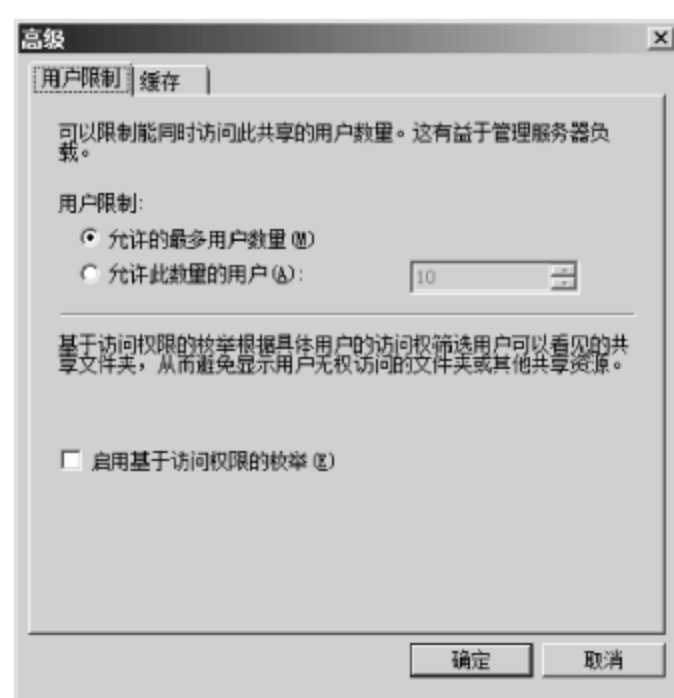 高级
用户限制 缓存
可以限制能同时访问此共享的用户数量。这有益于管理服务器负
载。
用户限制:
允许的最多用户数量(M)
允许此数量的用户(A): 10
基于访问权限的枚举根据具体用户的访问权筛选用户可以看见的共
享文件夹，从而避免显示用户无权访问的文件夹或其他共享资源。
启用基于访问权限的枚举(E)
确定 取消